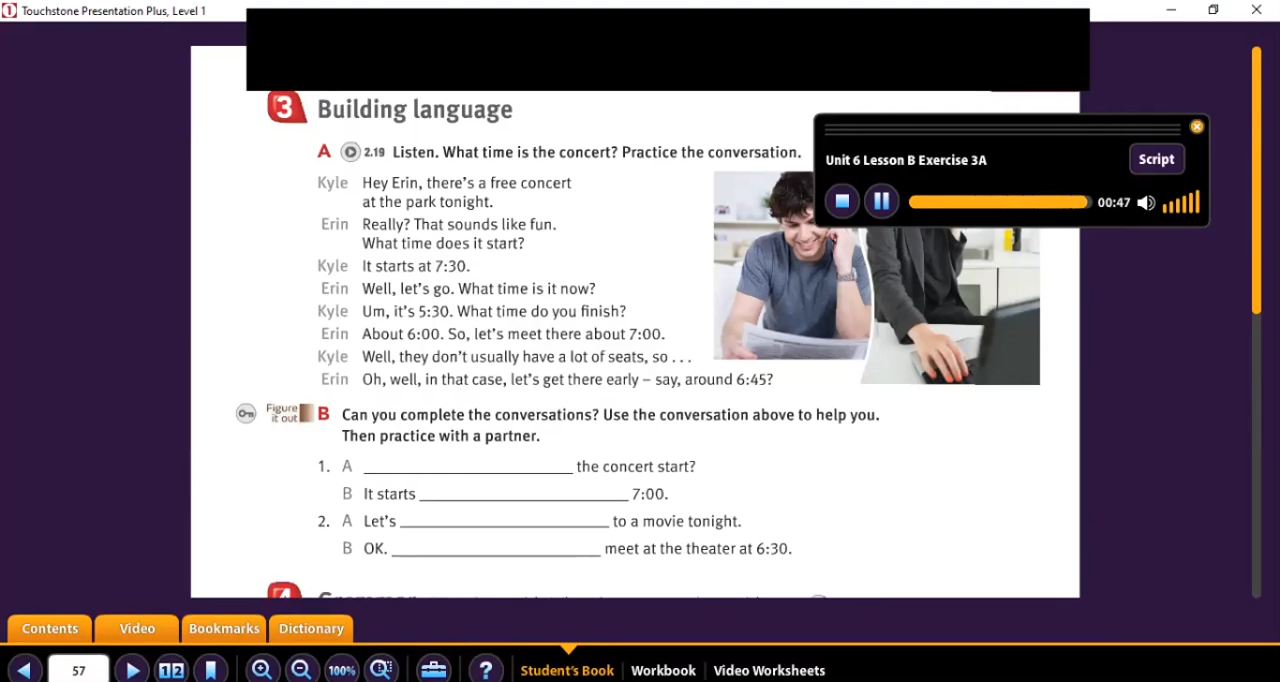 Touchstone Presentation Plus, Level 1
3 Building language
A 2.19 Listen. What time is the concert? Practice the conversation.
Unit 6 Lesson B Exercise 3A
Script
00:47
Kyle Hey Erin, there's a free concert
at the park tonight.
Erin Really? That sounds like fun.
What time does it start?
Kyle It starts at 7:30.
Erin Well, let's go. What time is it now?
Kyle Um, it's 5:30. What time do you finish?
Erin About 6:00. So, let's meet there about 7:00.
Kyle Well, they don't usually have a lot of seats, so . . .
Erin Oh, well, in that case, let's get there early – say, around 6:45?
Figure
it out
B Can you complete the conversations? Use the conversation above to help you.
Then practice with a partner.
1. A ____________________ the concert start?
B It starts ____________________ 7:00.
2. A Let's ____________________ to a movie tonight.
B OK. ____________________ meet at the theater at 6:30.
Contents Video Bookmarks Dictionary
57 12 100% ? Student's Book Workbook Video Worksheets